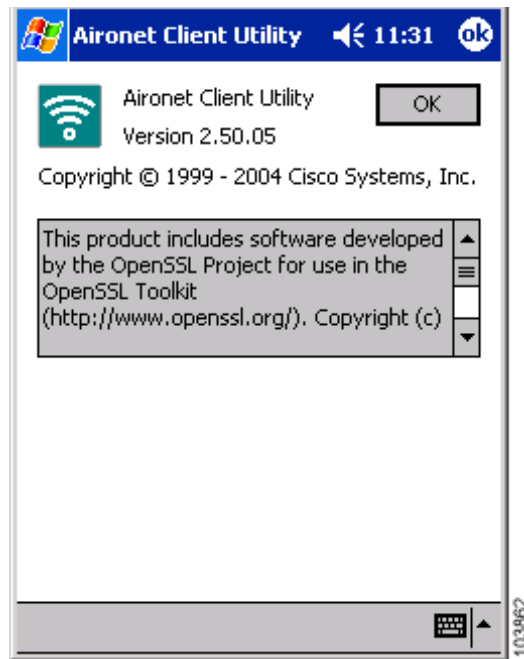 Aironet Client Utility 11:31 ok
Aironet Client Utility
OK
Version 2.50.05
Copyright © 1999 - 2004 Cisco Systems, Inc.
This product includes software developed
by the OpenSSL Project for use in the
OpenSSL Toolkit
(http://www.openssl.org/). Copyright (c)
103862